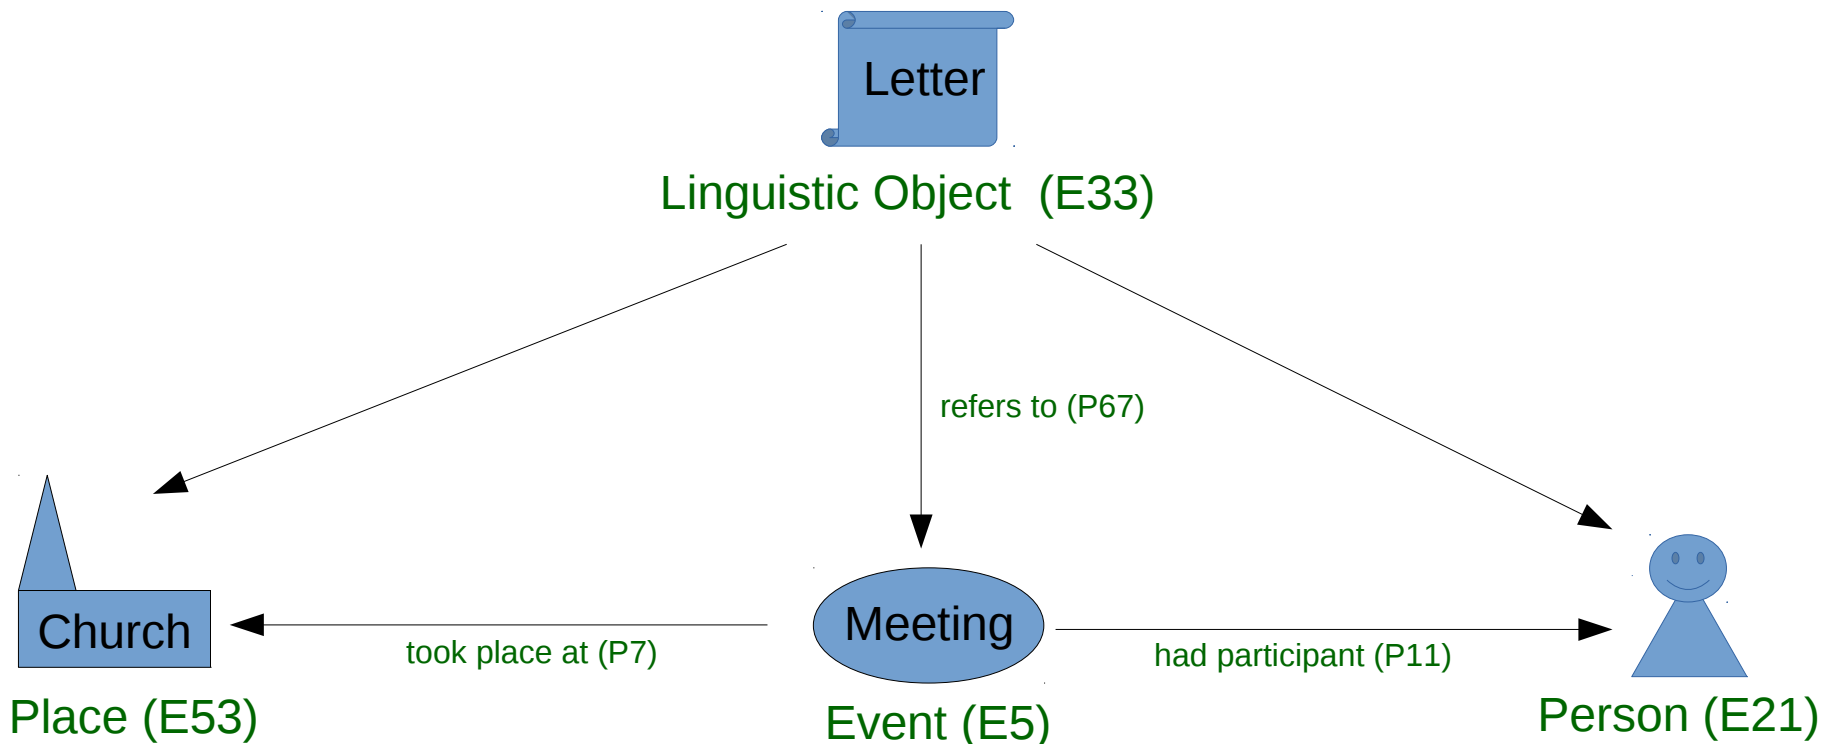 Letter
Linguistic Object  (E33)
refers to (P67)
Church
Meeting
took place at (P7)
had participant (P11)
Place (E53)
Event (E5)
Person (E21)